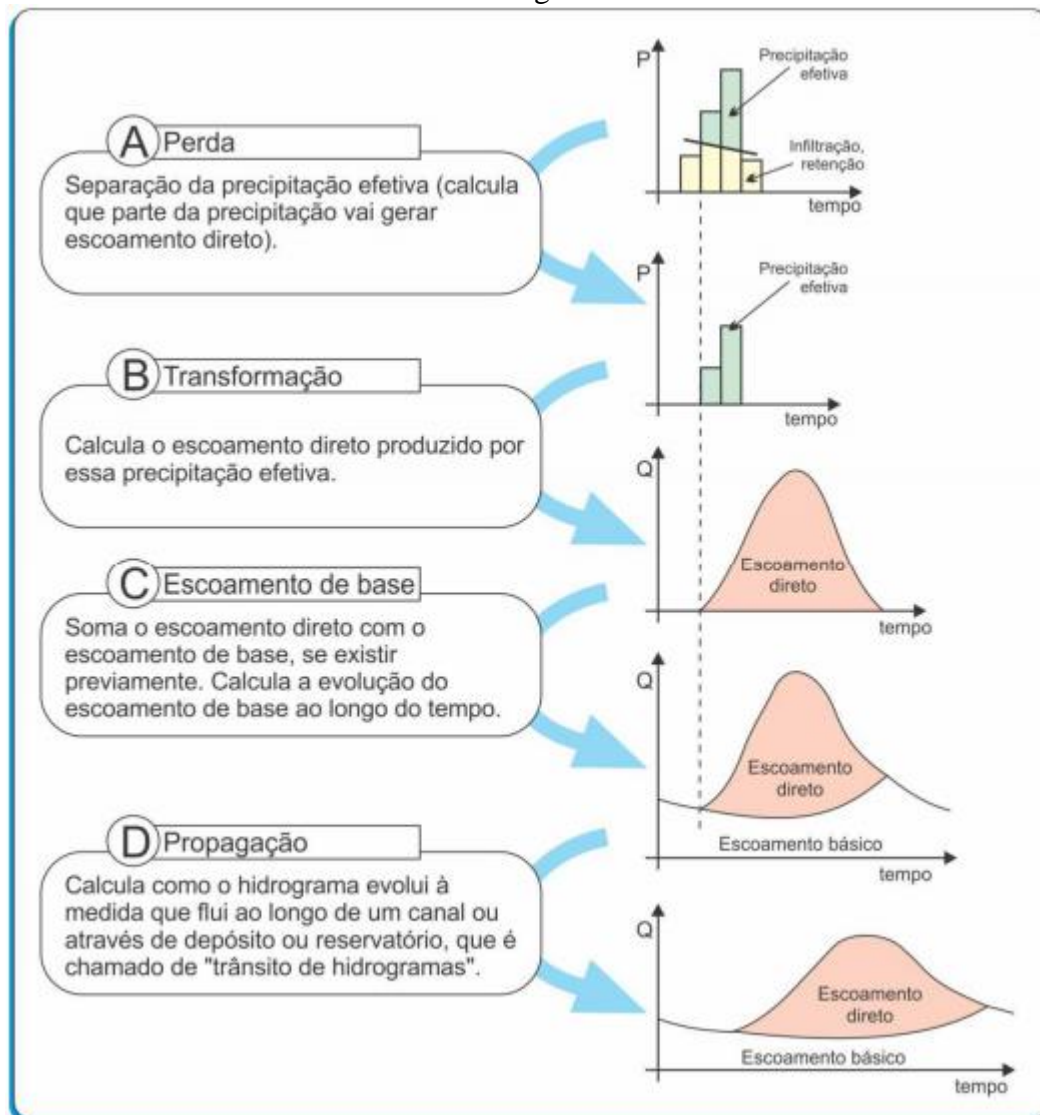 P
Precipitação
efetiva
Infiltração,
retenção
tempo
A Perda
Separação da precipitação efetiva (calcula
que parte da precipitação vai gerar
escoamento direto).
P
Precipitação
efetiva
tempo
B Transformação
Calcula o escoamento direto produzido por
essa precipitação efetiva.
Q
Escoamento
direto
tempo
C Escoamento de base
Soma o escoamento direto com o
escoamento de base, se existir
previamente. Calcula a evolução do
escoamento de base ao longo do tempo.
Q
Escoamento
direto
Escoamento básico
tempo
D Propagação
Calcula como o hidrograma evolui à
medida que flui ao longo de um canal ou
através de depósito ou reservatório, que é
chamado de "trânsito de hidrogramas".
Q
Escoamento
direto
Escoamento básico
tempo